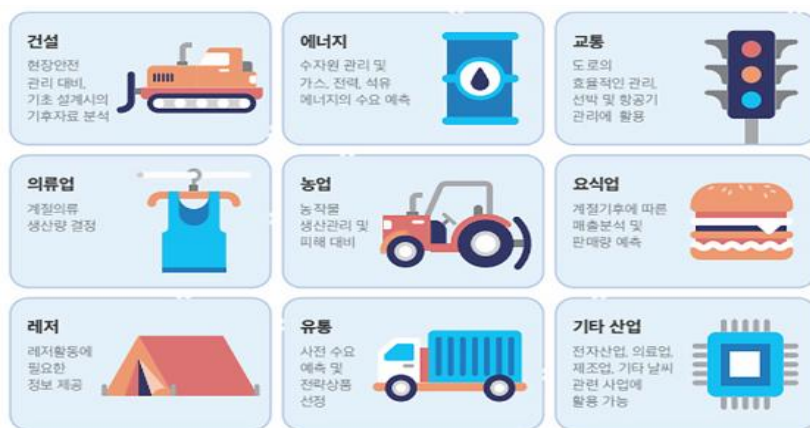 건설
현장안전
관리 대비,
기초 설계시의
기후자료 분석
에너지
수자원 관리 및
가스, 전력, 석유
에너지의 수요 예측
교통
도로의
효율적인 관리,
선박 및 항공기
관리에 활용
의류업
계절의류
생산량 결정
농업
농작물
생산관리 및
피해 대비
요식업
계절기후에 따른
매출분석 및
판매량 예측
레저
레저활동에
필요한
정보 제공
유통
사전 수요
예측 및
전략상품
선정
기타 산업
전자산업, 의료업,
제조업, 기타 날씨
관련 사업에
활용 가능